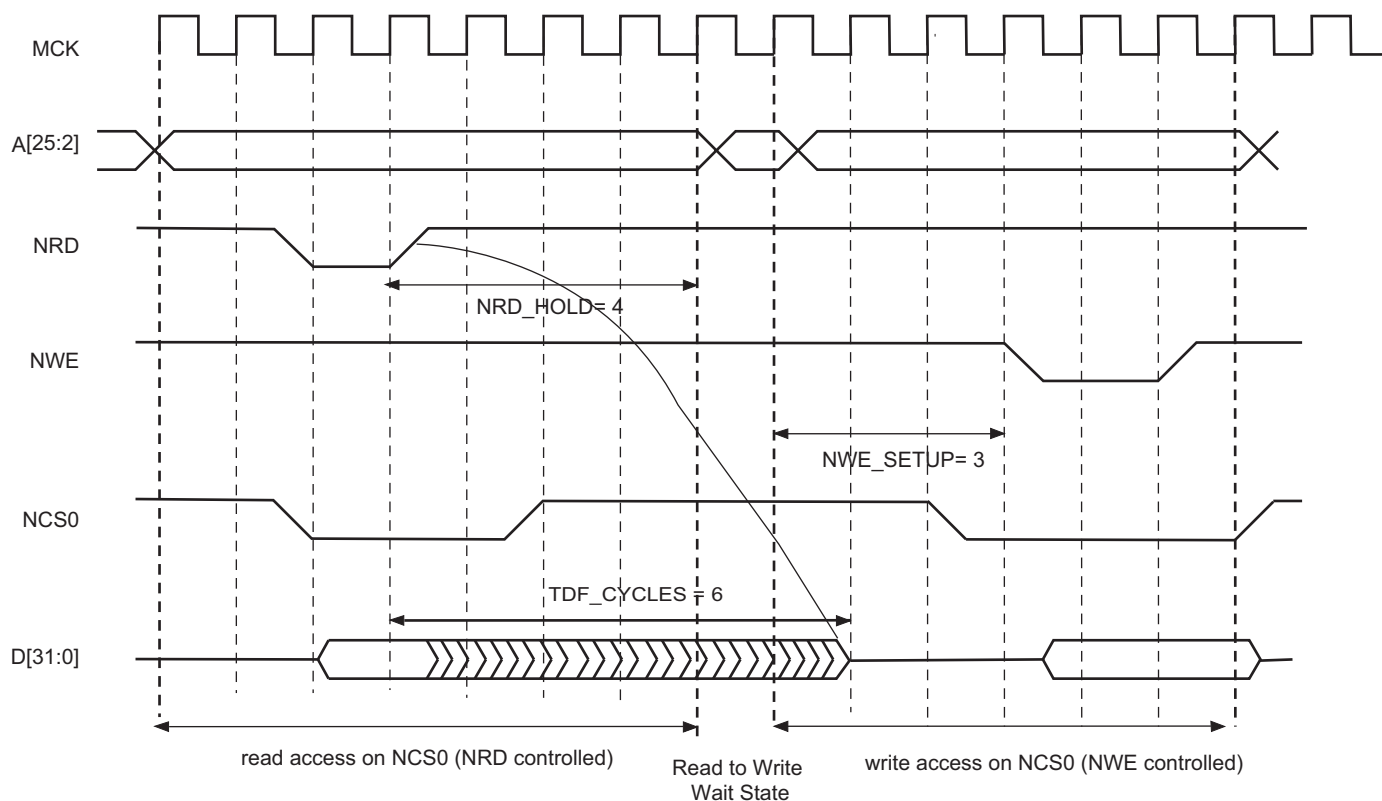 MCK
A[25:2]
NRD
NRD_HOLD= 4
NWE
NWE_SETUP= 3
NCS0
TDF_CYCLES = 6
D[31:0]
read access on NCS0 (NRD controlled)
Read to Write
Wait State
write access on NCS0 (NWE controlled)